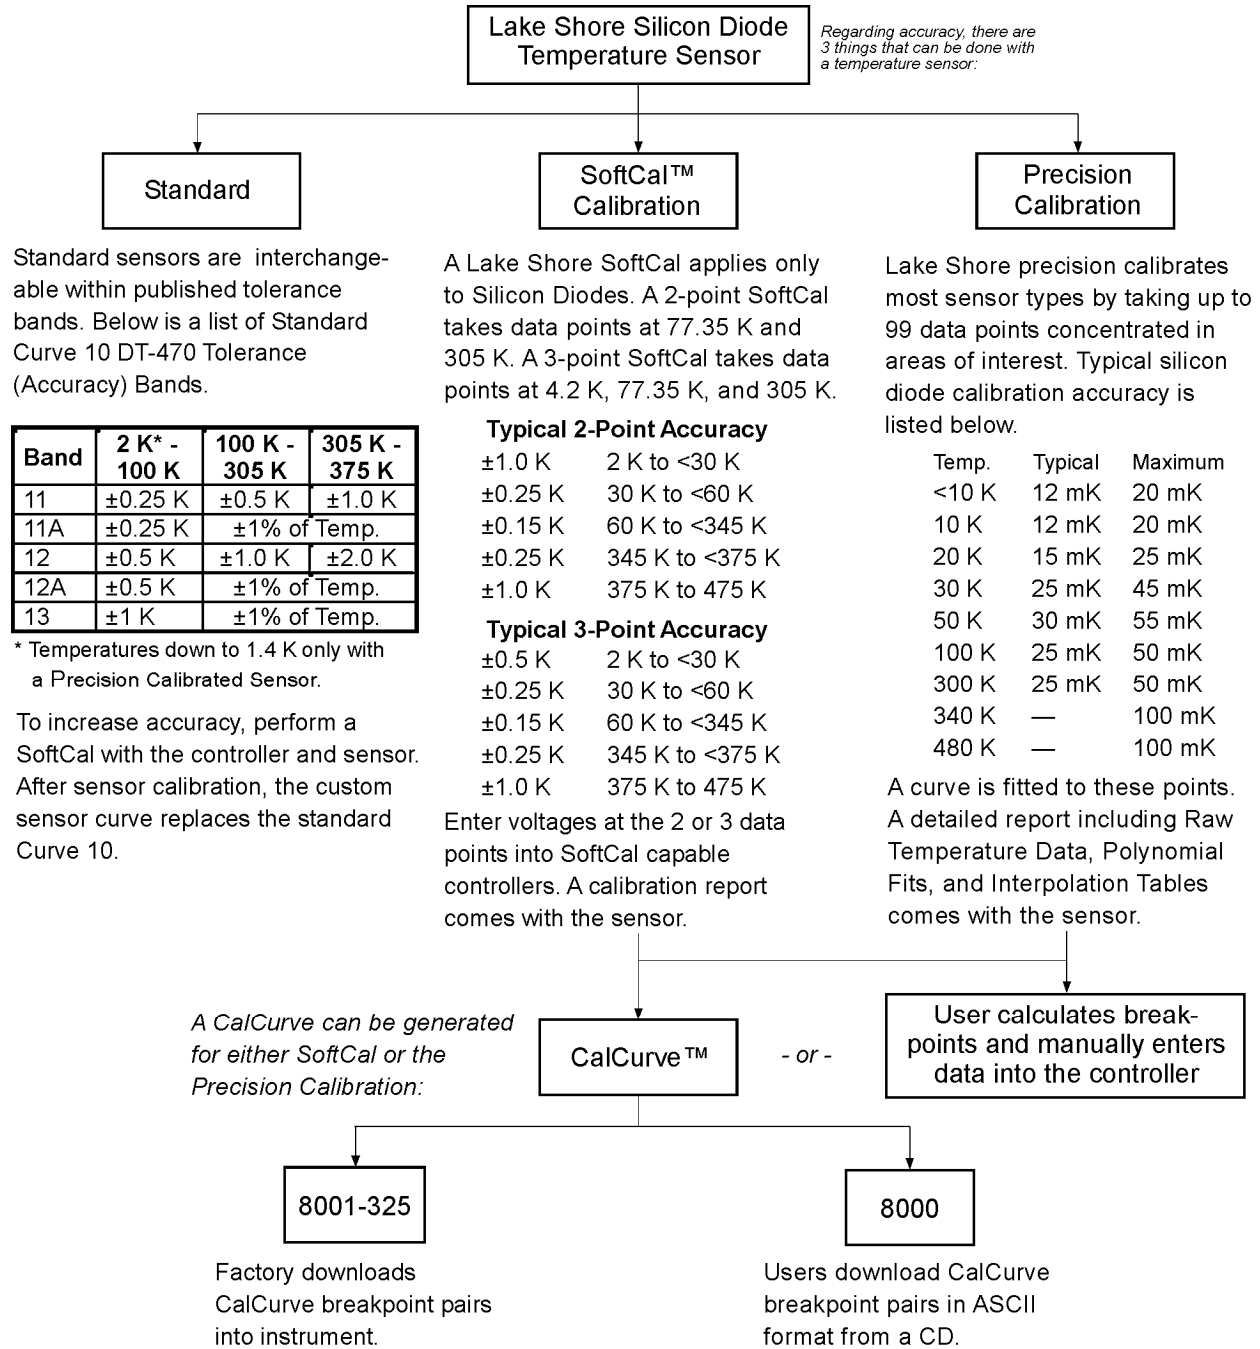 Lake Shore Silicon Diode
Temperature Sensor
Regarding accuracy, there are
3 things that can be done with
a temperature sensor:
Standard
Standard sensors are interchange-
able within published tolerance
bands. Below is a list of Standard
Curve 10 DT-470 Tolerance
(Accuracy) Bands.
Band 2 K* - 100 K - 305 K -
100 K 305 K 375 K
11 ±0.25 K ±0.5 K ±1.0 K
11A ±0.25 K ±1% of Temp.
12 ±0.5 K ±1.0 K ±2.0 K
12A ±0.5 K ±1% of Temp.
13 ±1 K ±1% of Temp.
* Temperatures down to 1.4 K only with
a Precision Calibrated Sensor.
To increase accuracy, perform a
SoftCal with the controller and sensor.
After sensor calibration, the custom
sensor curve replaces the standard
Curve 10.
SoftCal™
Calibration
A Lake Shore SoftCal applies only
to Silicon Diodes. A 2-point SoftCal
takes data points at 77.35 K and
305 K. A 3-point SoftCal takes data
points at 4.2 K, 77.35 K, and 305 K.
Typical 2-Point Accuracy
±1.0 K 2 K to <30 K
±0.25 K 30 K to <60 K
±0.15 K 60 K to <345 K
±0.25 K 345 K to <375 K
±1.0 K 375 K to 475 K
Typical 3-Point Accuracy
±0.5 K 2 K to <30 K
±0.25 K 30 K to <60 K
±0.15 K 60 K to <345 K
±0.25 K 345 K to <375 K
±1.0 K 375 K to 475 K
Enter voltages at the 2 or 3 data
points into SoftCal capable
controllers. A calibration report
comes with the sensor.
Precision
Calibration
Lake Shore precision calibrates
most sensor types by taking up to
99 data points concentrated in
areas of interest. Typical silicon
diode calibration accuracy is
listed below.
Temp. Typical Maximum
<10 K 12 mK 20 mK
10 K 12 mK 20 mK
20 K 15 mK 25 mK
30 K 25 mK 45 mK
50 K 30 mK 55 mK
100 K 25 mK 50 mK
300 K 25 mK 50 mK
340 K — 100 mK
480 K — 100 mK
A curve is fitted to these points.
A detailed report including Raw
Temperature Data, Polynomial
Fits, and Interpolation Tables
comes with the sensor.
A CalCurve can be generated
for either SoftCal or the
Precision Calibration:
CalCurve™
- or -
User calculates break-
points and manually enters
data into the controller
8001-325
Factory downloads
CalCurve breakpoint pairs
into instrument.
8000
Users download CalCurve
breakpoint pairs in ASCII
format from a CD.